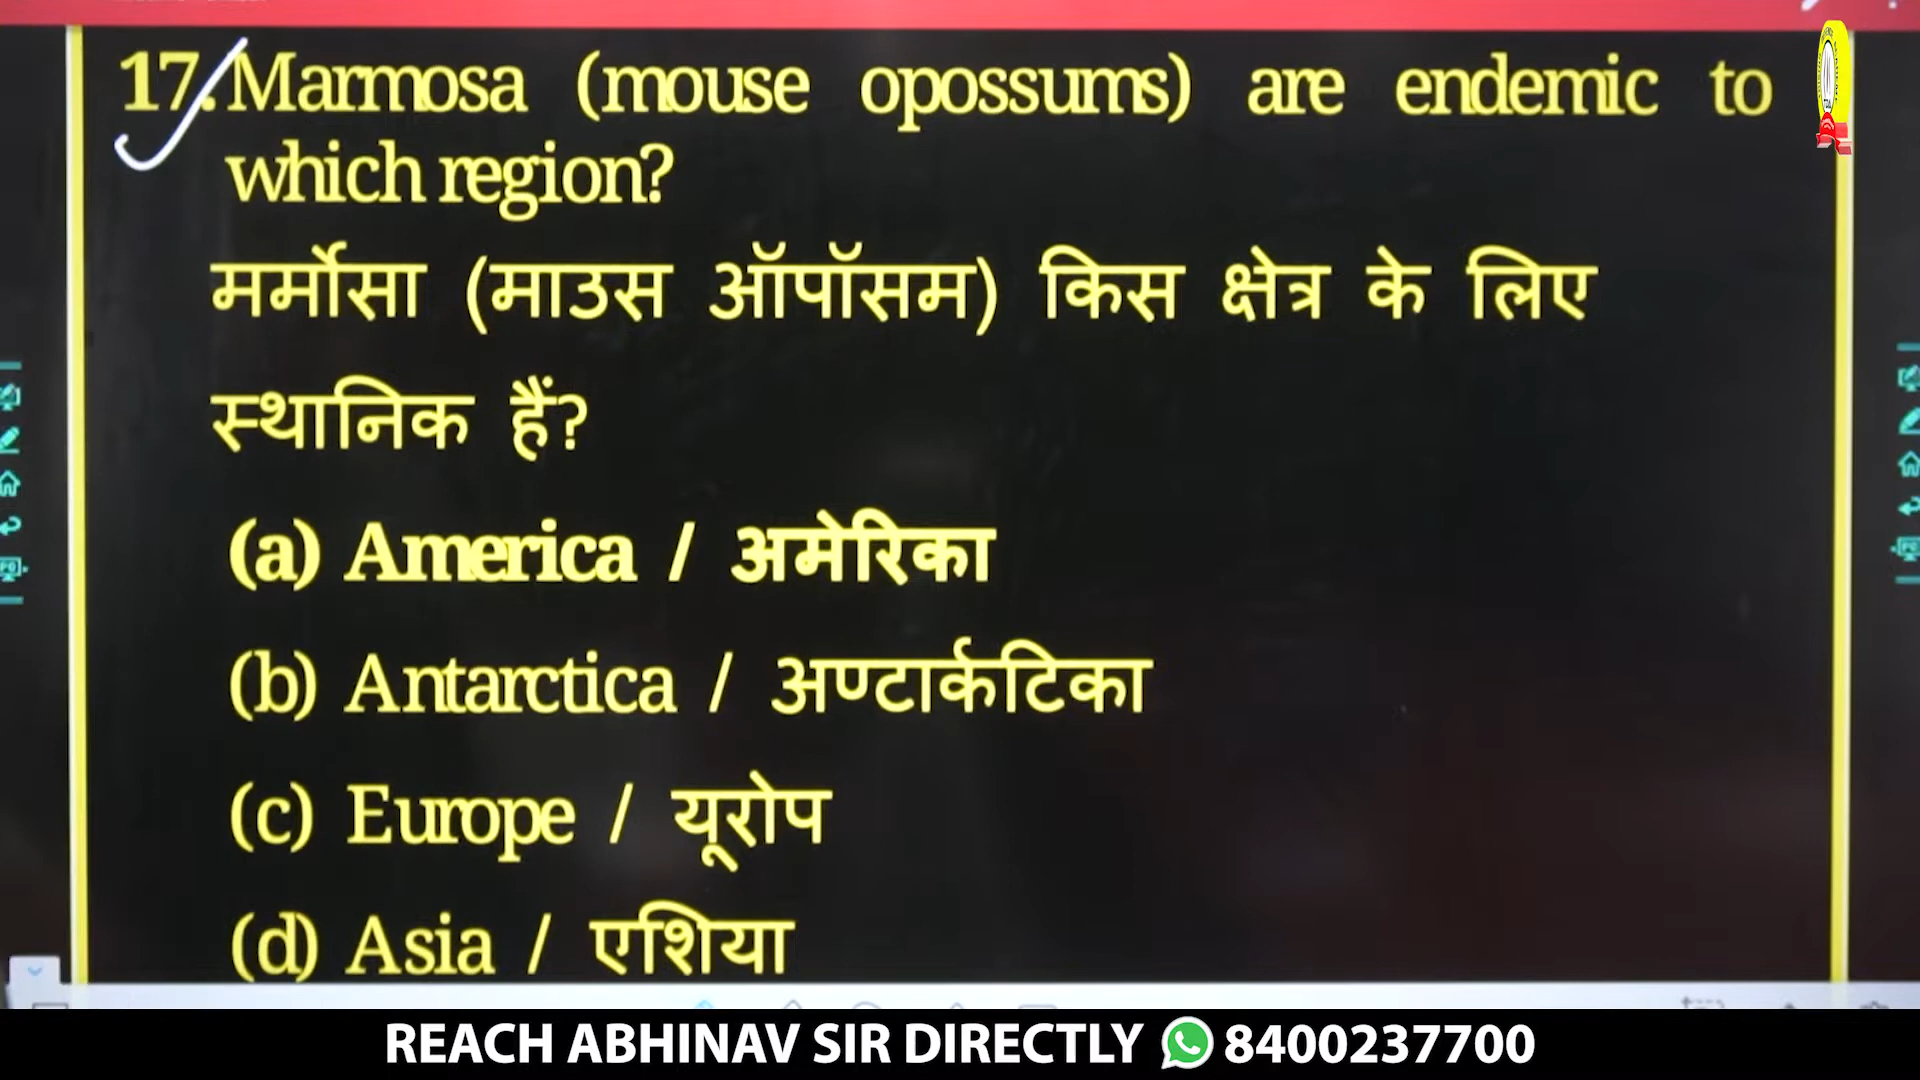 17. Marmosa (mouse opossums) are endemic to
which region?
मर्मोसा (माउस ऑपॉसम) किस क्षेत्र के लिए
स्थानिक हैं?
(a) America / अमेरिका
(b) Antarctica / अण्टार्कटिका
(c) Europe / यूरोप
(d) Asia / एशिया
REACH ABHINAV SIR DIRECTLY 8400237700